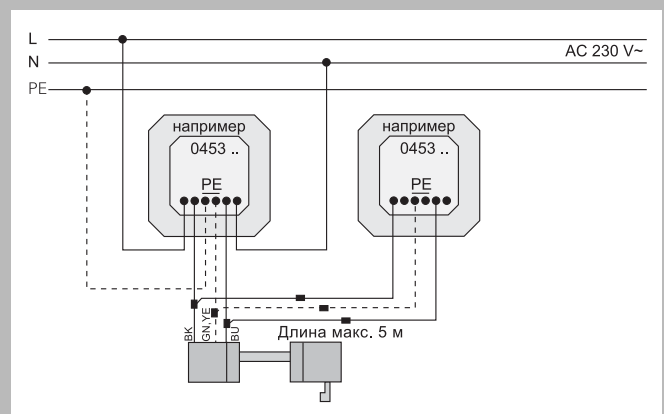 L
AC 230 V~
N
PE
например
0453 ..
PE
например
0453 ..
PE
BK
GN,YE
BU
Длина макс. 5 м